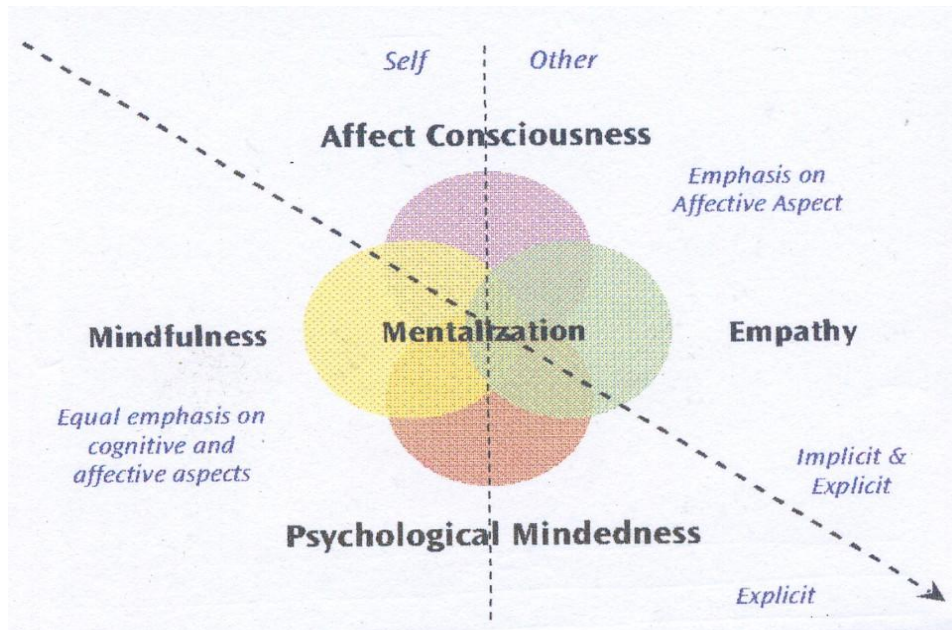 Self Other
Affect Consciousness
Emphasis on
Affective Aspect
Mindfulness
Mentalization
Empathy
Equal emphasis on
cognitive and
affective aspects
Implicit &
Explicit
Psychological Mindedness
Explicit